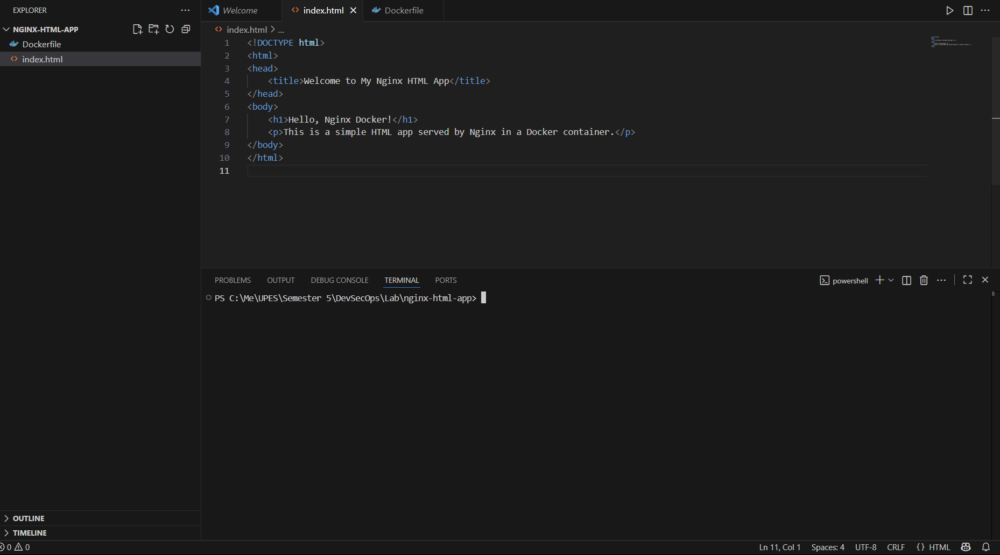 EXPLORER
NGINX-HTML-APP
Dockerfile
index.html
OUTLINE
TIMELINE
Welcome
index.html
Dockerfile
index.html > ...
1 <!DOCTYPE html>
2 <html>
3 <head>
4 <title>Welcome to My Nginx HTML App</title>
5 </head>
6 <body>
7 <h1>Hello, Nginx Docker!</h1>
8 <p>This is a simple HTML app served by Nginx in a Docker container.</p>
9 </body>
10 </html>
11
PROBLEMS OUTPUT DEBUG CONSOLE TERMINAL PORTS
powershell
PS C:\Me\UPES\Semester 5\DevSecOps\Lab\nginx-html-app>
0 0
Ln 11, Col 1 Spaces: 4 UTF-8 CRLF {} HTML